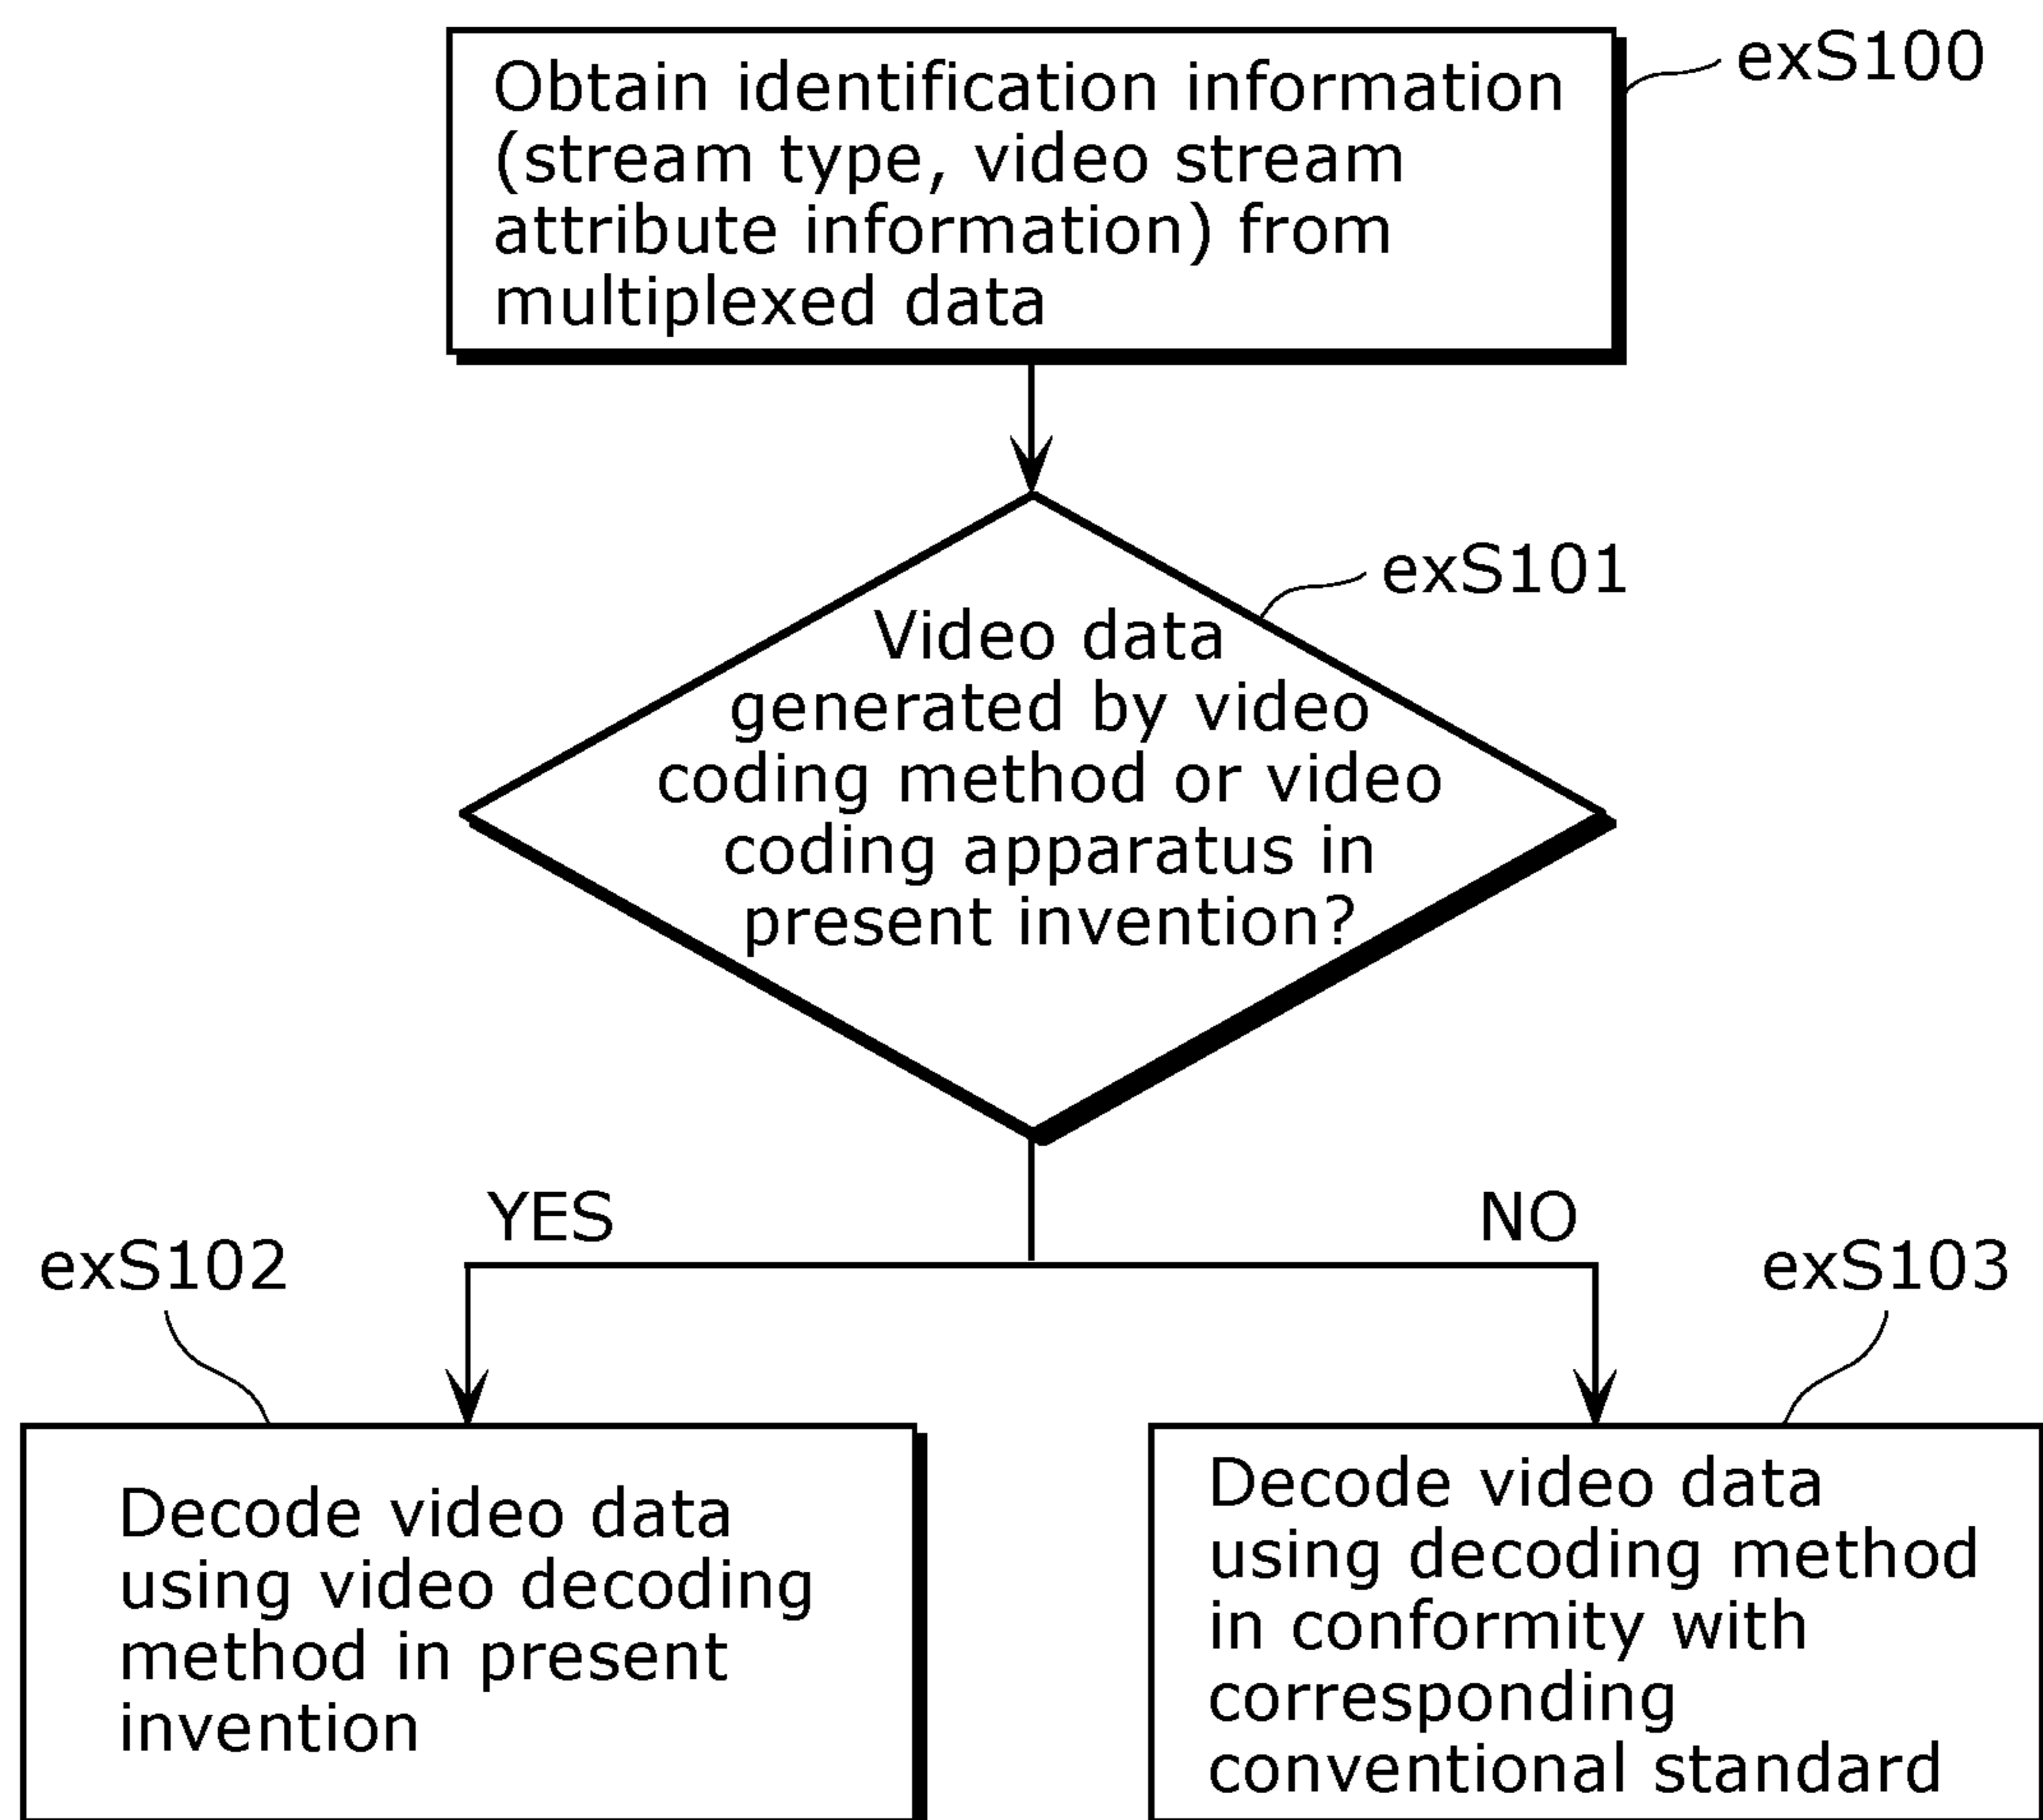 exS100
Obtain identification information
(stream type, video stream
attribute information) from
multiplexed data
exS101
Video data
generated by video
coding method or video
coding apparatus in
present invention?
YES
NO
exS102
exS103
Decode video data
using video decoding
method in present
invention
Decode video data
using decoding method
in conformity with
corresponding
conventional standard